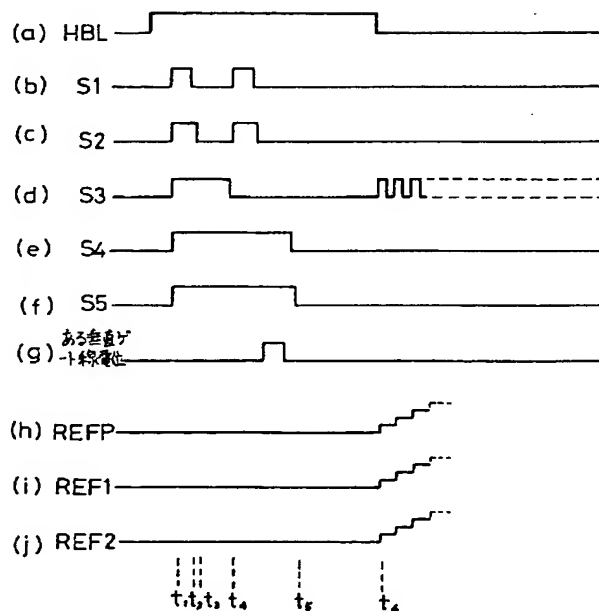 (a) HBL
(b) S1
(c) S2
(d) S3
(e) S4
(f) S5
(g) ある垂直ゲ
ート線電位
(h) REFP
(i) REF1
(j) REF2
t₁ t₂ t₃ t₄ t₅ t₆